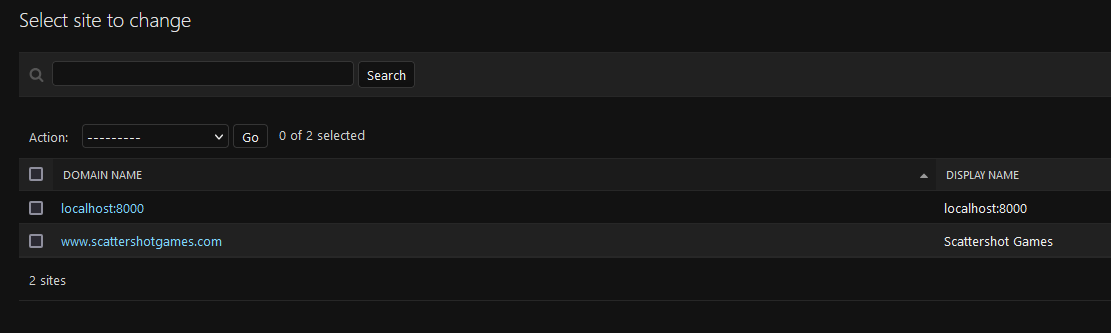 Select site to change
Search
Action: --------- Go 0 of 2 selected
DOMAIN NAME DISPLAY NAME
localhost:8000 localhost:8000
www.scattershotgames.com Scattershot Games
2 sites